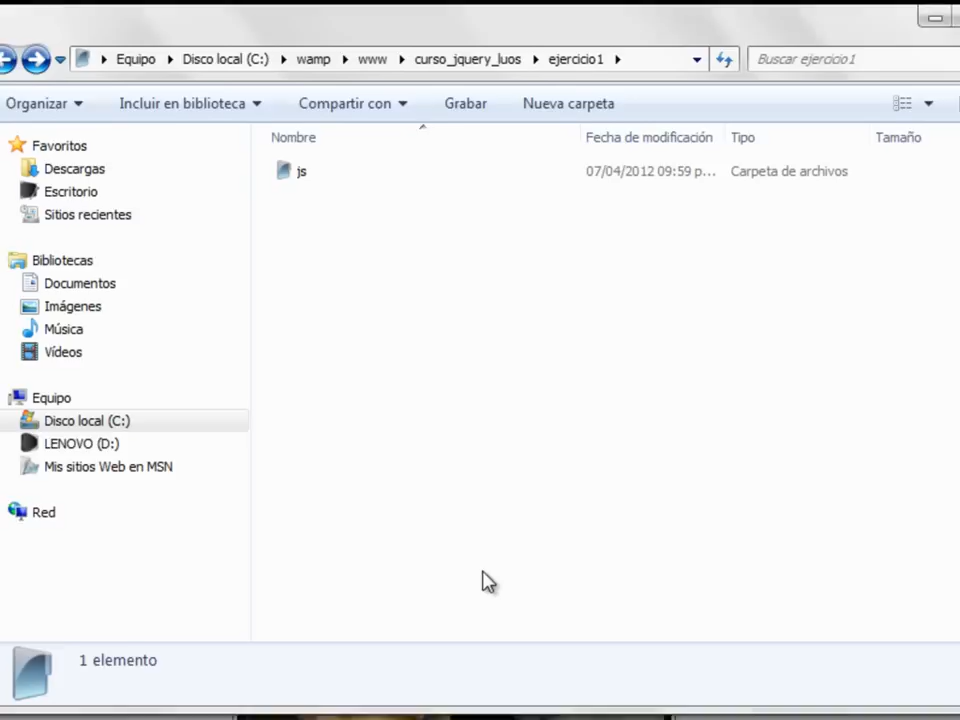 Equipo Disco local (C:) wamp www curso_jquery_luos ejercicio1 Buscar ejercicio1
Organizar Incluir en biblioteca Compartir con Grabar Nueva carpeta
Nombre Fecha de modificación Tipo Tamaño
js 07/04/2012 09:59 p... Carpeta de archivos
Favoritos
Descargas
Escritorio
Sitios recientes
Bibliotecas
Documentos
Imágenes
Música
Vídeos
Equipo
Disco local (C:)
LENOVO (D:)
Mis sitios Web en MSN
Red
1 elemento